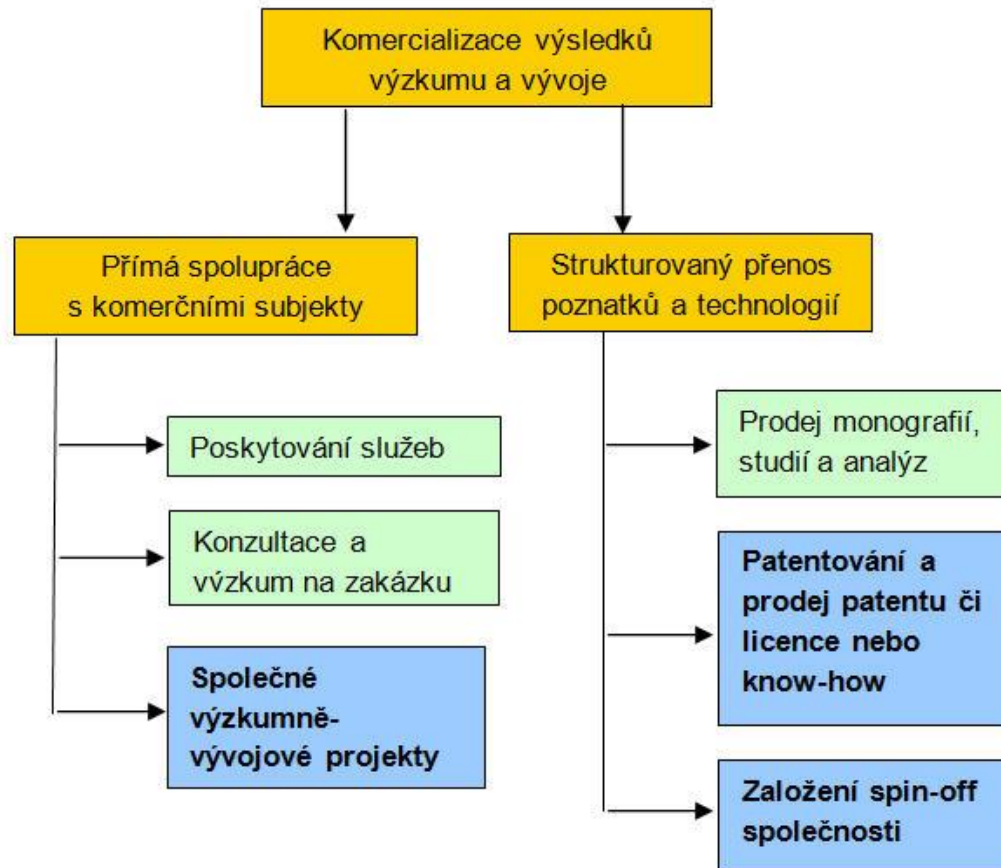 Komercializace výsledků
výzkumu a vývoje
Přímá spolupráce
s komerčními subjekty
Strukturovaný přenos
poznatků a technologií
Poskytování služeb
Konzultace a
výzkum na zakázku
Společné
výzkumně-
vývojové projekty
Prodej monografií,
studií a analýz
Patentování a
prodej patentu či
licence nebo
know-how
Založení spin-off
společnosti